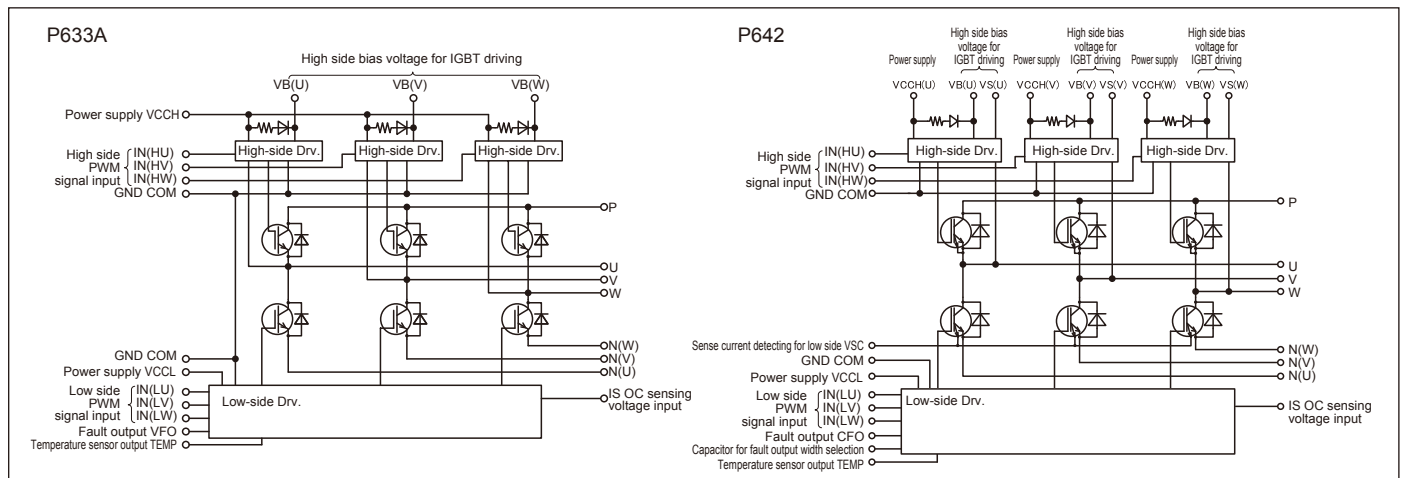 P633A
High side bias voltage for IGBT driving
VB(U)
VB(V)
VB(W)
Power supply VCCH
High-side Drv.
High-side Drv.
High-side Drv.
High side
PWM
signal input
IN(HU)
IN(HV)
IN(HW)
GND COM
P
U
V
W
N(W)
N(V)
N(U)
GND COM
Power supply VCCL
Low side
PWM
signal input
IN(LU)
IN(LV)
IN(LW)
Fault output VFO
Temperature sensor output TEMP
Low-side Drv.
IS OC sensing
voltage input
P642
Power supply
High side bias
voltage for
IGBT driving
Power supply
High side bias
voltage for
IGBT driving
Power supply
High side bias
voltage for
IGBT driving
VCCH(U)
VB(U)
VS(U)
VCCH(V)
VB(V)
VS(V)
VCCH(W)
VB(W)
VS(W)
High-side Drv.
High-side Drv.
High-side Drv.
High side
PWM
signal input
IN(HU)
IN(HV)
IN(HW)
GND COM
P
U
V
W
Sense current detecting for low side VSC
GND COM
Power supply VCCL
N(W)
N(V)
N(U)
Low side
PWM
signal input
IN(LU)
IN(LV)
IN(LW)
Fault output CFO
Capacitor for fault output width selection
Temperature sensor output TEMP
Low-side Drv.
IS OC sensing
voltage input